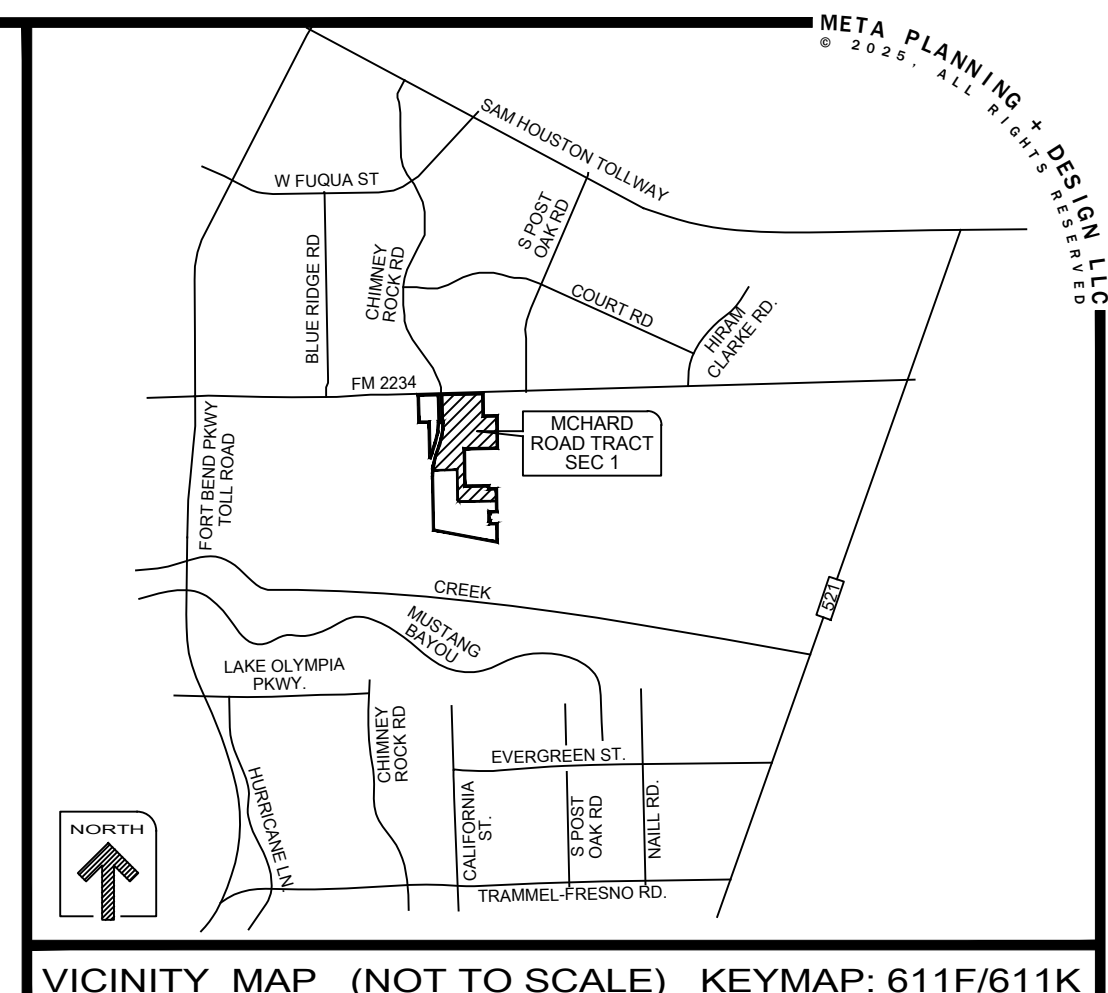 META PLANNING + DESIGN LLC
© 2025, ALL RIGHTS RESERVED
SAM HOUSTON TOLLWAY
W FUQUA ST
S POST
OAK RD
BLUE RIDGE RD
CHIMNEY
ROCK RD
COURT RD
HIRAM
CLARKE RD.
FM 2234
MCHARD
ROAD TRACT
SEC 1
FORT BEND PKWY
TOLL ROAD
CREEK
521
MUSTANG
BAYOU
LAKE OLYMPIA
PKWY.
CHIMNEY
ROCK RD
EVERGREEN ST.
HURRICANE LN.
CALIFORNIA
ST.
S POST
OAK RD
NAILL RD.
NORTH
TRAMMEL-FRESNO RD.
VICINITY MAP (NOT TO SCALE) KEYMAP: 611F/611K